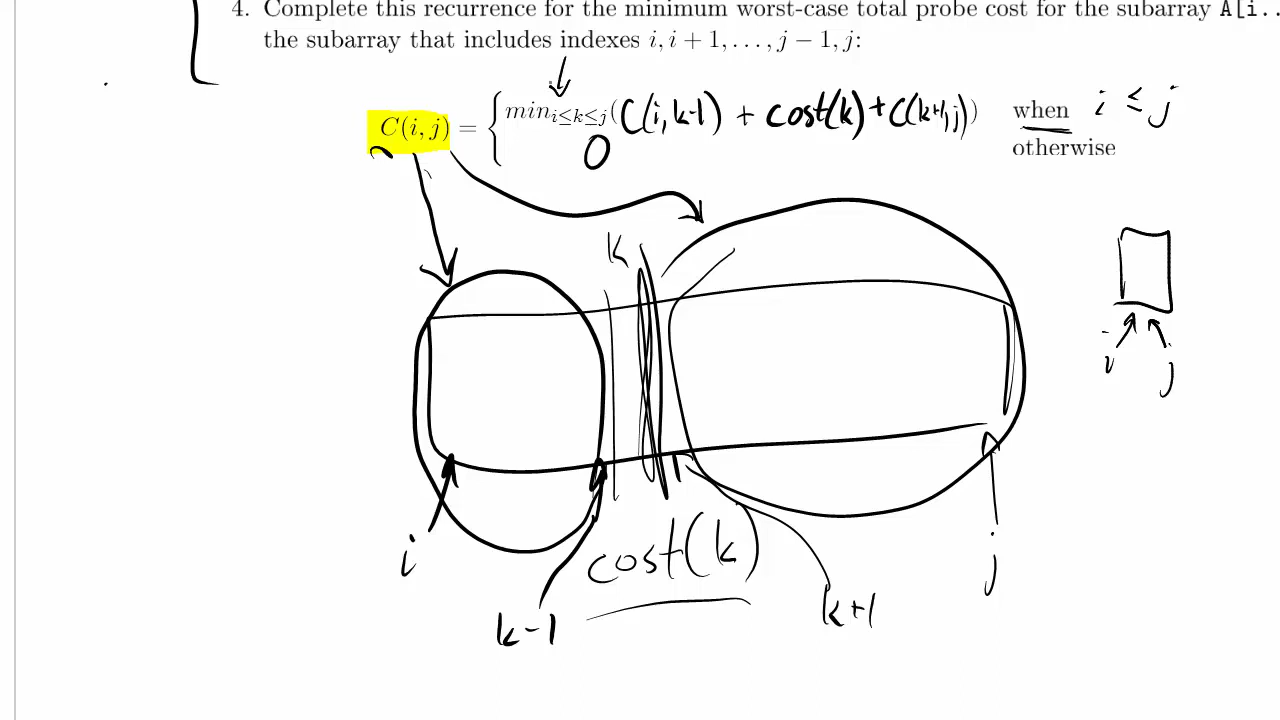 4. Complete this recurrence for the minimum worst-case total probe cost for the subarray A[i..
the subarray that includes indexes i, i + 1, . . . , j − 1, j:
C(i, j) = { min i≤k≤j ( C(i, k-1) + cost(k) + C(k+1, j) ) when i ≤ j
0 otherwise
k
i j
cost(k)
i j
k-1 k+1